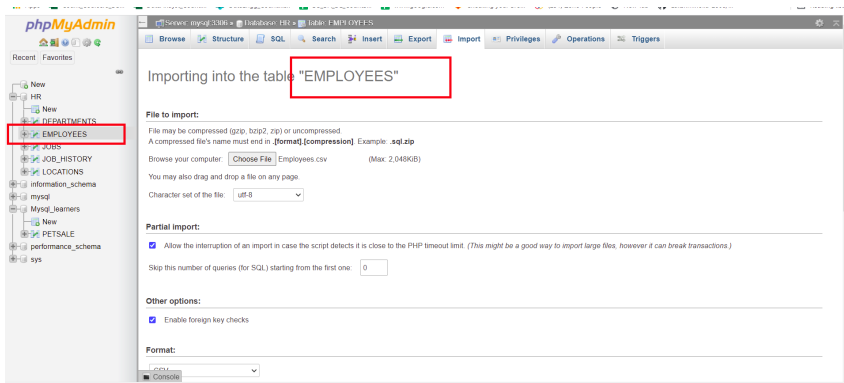 phpMyAdmin
Recent Favorites
New
HR
New
DEPARTMENTS
EMPLOYEES
JOBS
JOB_HISTORY
LOCATIONS
information_schema
mysql
Mysql_learners
New
PETSALE
performance_schema
sys
Server: mysql:3306 » Database: HR » Table: EMPLOYEES
Browse Structure SQL Search Insert Export Import Privileges Operations Triggers
Importing into the table "EMPLOYEES"
File to import:
File may be compressed (gzip, bzip2, zip) or uncompressed.
A compressed file's name must end in .[format].[compression]. Example: .sql.zip
Browse your computer: Choose File Employees.csv (Max: 2,048KiB)
You may also drag and drop a file on any page.
Character set of the file: utf-8
Partial import:
Allow the interruption of an import in case the script detects it is close to the PHP timeout limit. (This might be a good way to import large files, however it can break transactions.)
Skip this number of queries (for SQL) starting from the first one: 0
Other options:
Enable foreign key checks
Format:
CSV
Console